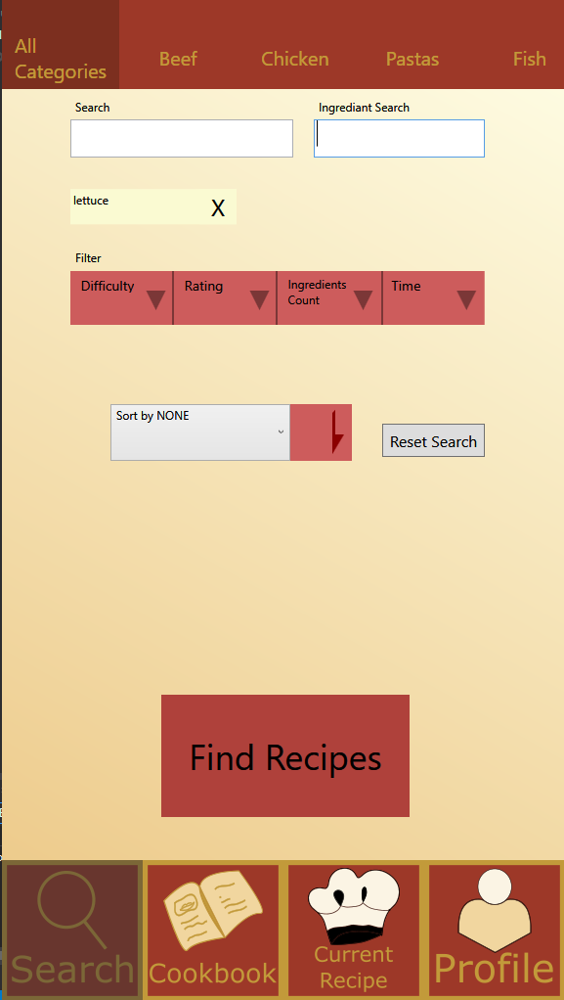 All
Categories
Beef
Chicken
Pastas
Fish
Search
Ingrediant Search
lettuce
X
Filter
Difficulty
Rating
Ingredients
Count
Time
Sort by NONE
Reset Search
Find Recipes
Search
Cookbook
Current
Recipe
Profile